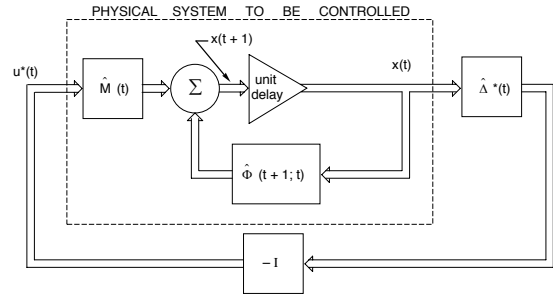 PHYSICAL SYSTEM TO BE CONTROLLED
x(t + 1)
u*(t)
x(t)
M̂ (t)
Σ
unit
delay
Δ̂ *(t)
Φ̂ (t + 1; t)
– I